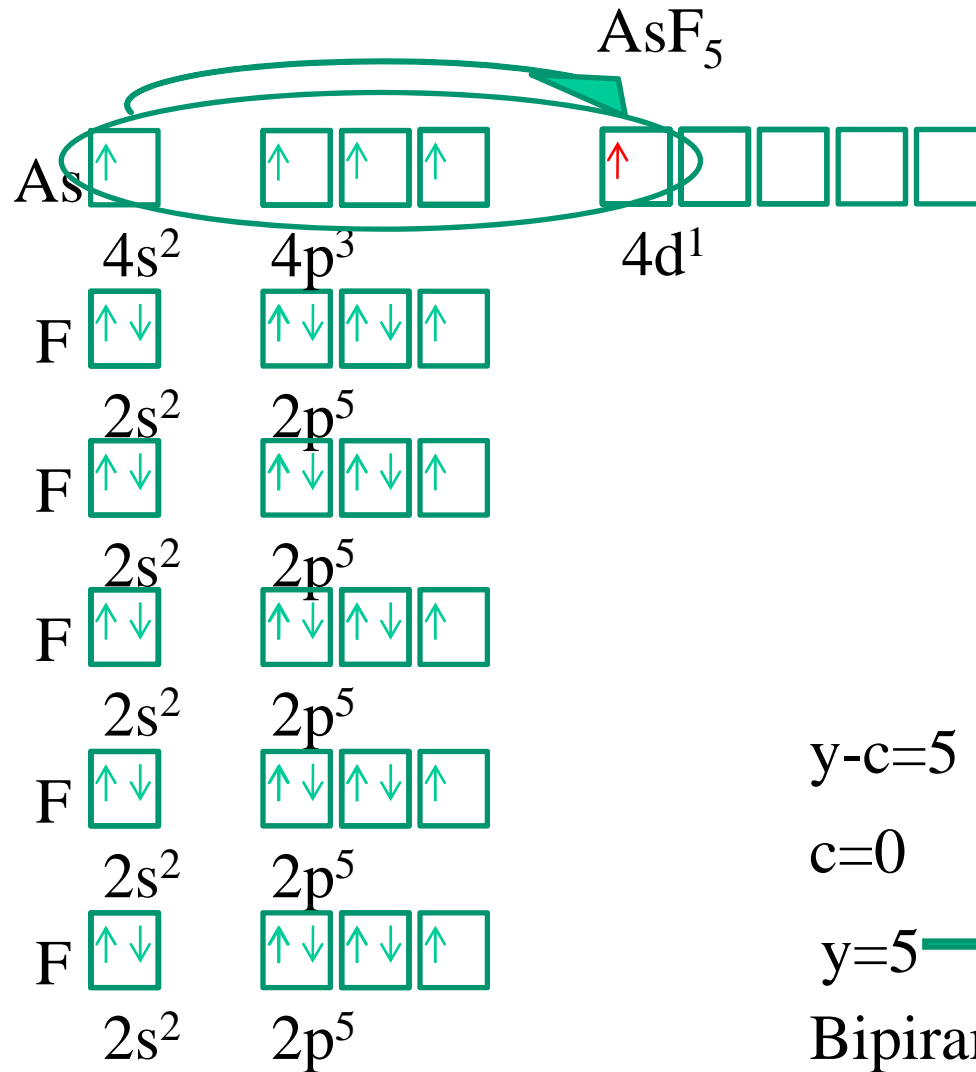 AsF₅
As
4s² 4p³ 4d¹
F
2s² 2p⁵
F
2s² 2p⁵
F
2s² 2p⁵
F
2s² 2p⁵
F
2s² 2p⁵
y-c=5
c=0
y=5